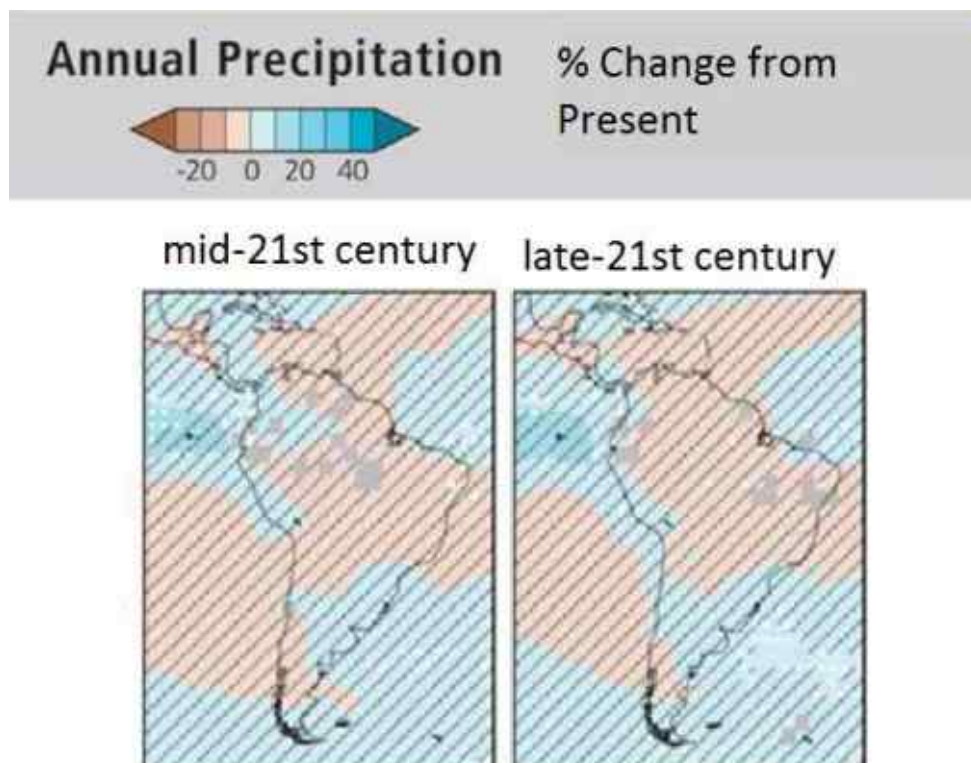 Annual Precipitation
% Change from
Present
-20 0 20 40
mid-21st century
late-21st century